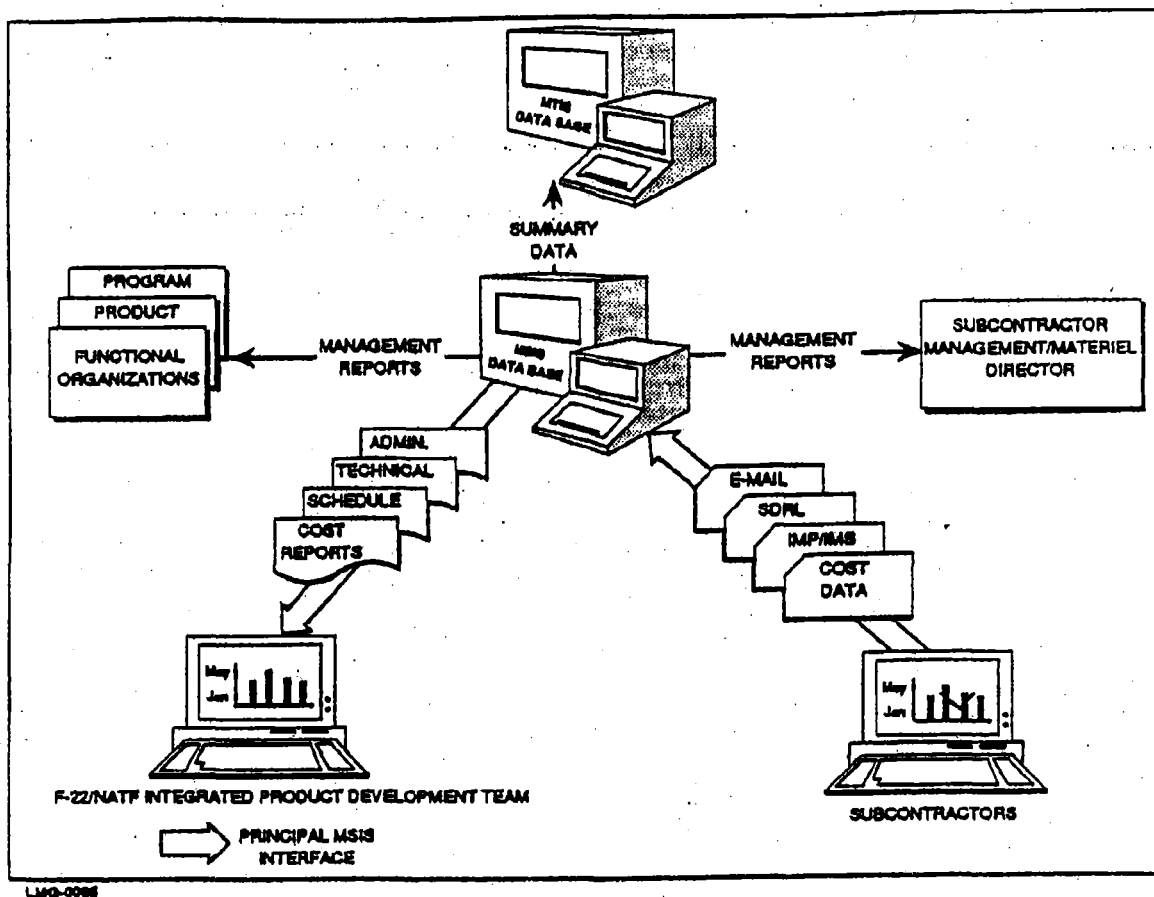 MTIS
DATA BASE
SUMMARY
DATA
PROGRAM
PRODUCT
FUNCTIONAL
ORGANIZATIONS
MANAGEMENT
REPORTS
MSIS
DATA BASE
MANAGEMENT
REPORTS
SUBCONTRACTOR
MANAGEMENT/MATERIEL
DIRECTOR
ADMIN.
TECHNICAL
SCHEDULE
COST
REPORTS
E-MAIL
SDRL
IMP/IMS
COST
DATA
May
Jan
May
Jan
F-22/NATF INTEGRATED PRODUCT DEVELOPMENT TEAM
SUBCONTRACTORS
PRINCIPAL MSIS
INTERFACE